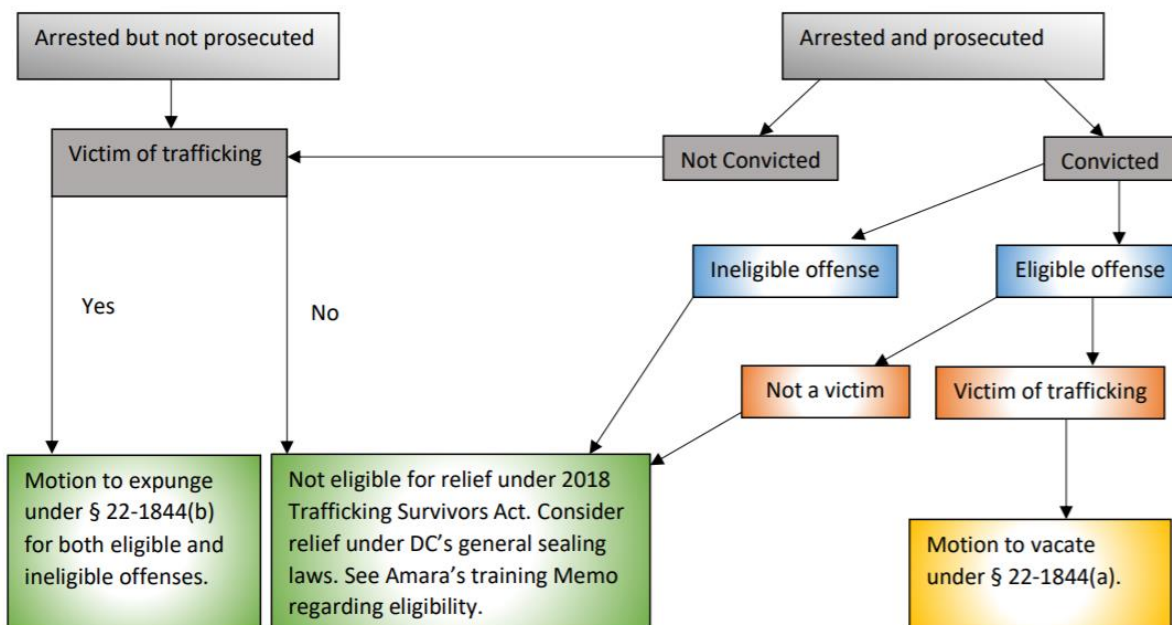 Arrested but not prosecuted
Arrested and prosecuted
Victim of trafficking
Not Convicted
Convicted
Ineligible offense
Eligible offense
Yes
No
Not a victim
Victim of trafficking
Motion to expunge
under § 22-1844(b)
for both eligible and
ineligible offenses.
Not eligible for relief under 2018
Trafficking Survivors Act. Consider
relief under DC’s general sealing
laws. See Amara’s training Memo
regarding eligibility.
Motion to vacate
under § 22-1844(a).